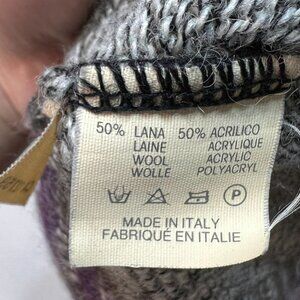 50% LANA 50% ACRILICO
LAINE ACRYLIQUE
WOOL ACRYLIC
WOLLE POLYACRYL
P
MADE IN ITALY
FABRIQUÉ EN ITALIE